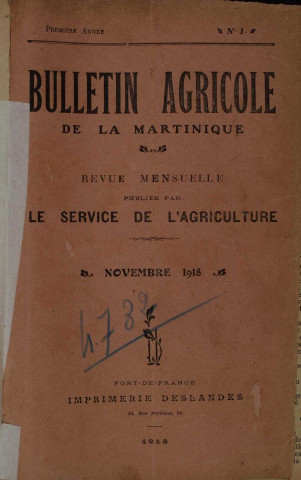 PREMIÈRE ANNÉE
N° 1.
BULLETIN AGRICOLE
DE LA MARTINIQUE
REVUE MENSUELLE
PUBLIÉE PAR
LE SERVICE DE L'AGRICULTURE
NOVEMBRE 1918
4.732
FORT-DE-FRANCE
IMPRIMERIE DESLANDES
1918